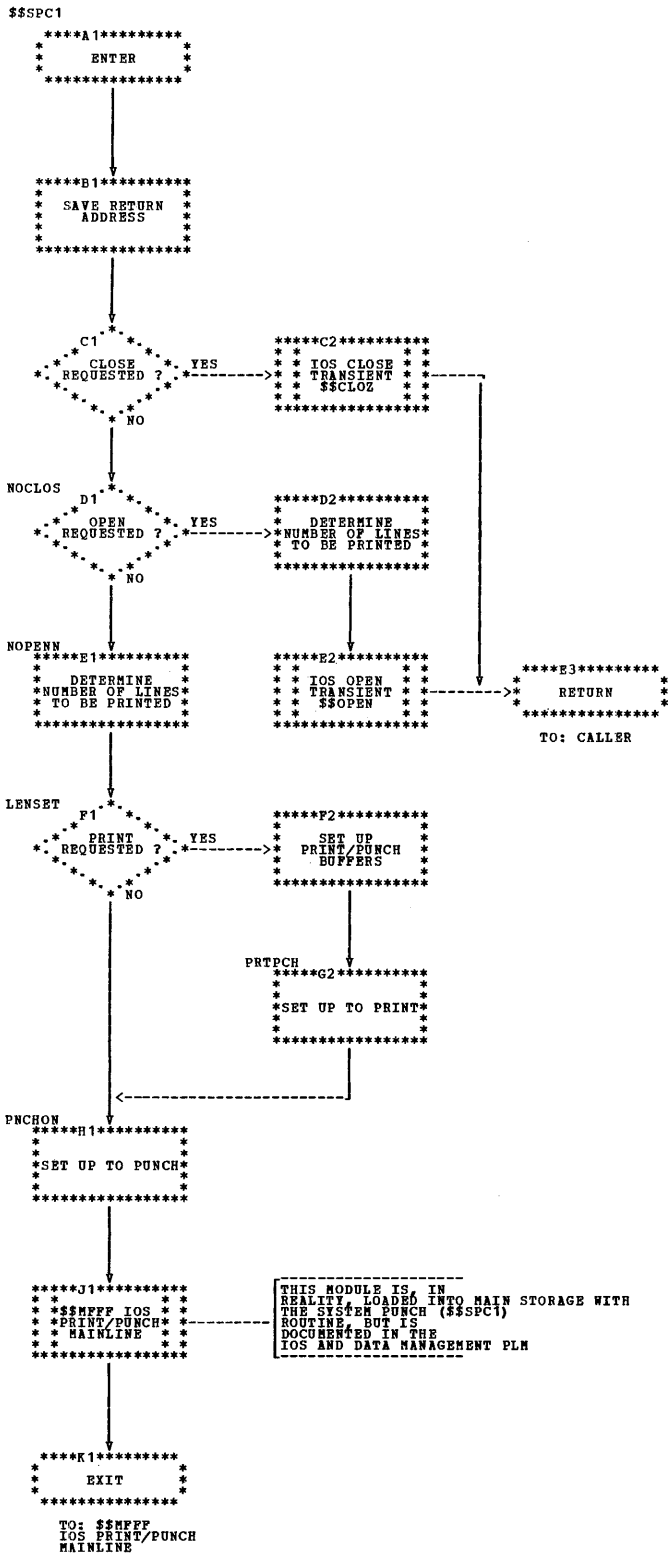 $$SPC1
A1
ENTER
B1
SAVE RETURN
ADDRESS
C1
CLOSE
REQUESTED ?
YES
NO
C2
IOS CLOSE
TRANSIENT
$$CLOZ
NOCLOS
D1
OPEN
REQUESTED ?
YES
NO
D2
DETERMINE
NUMBER OF LINES
TO BE PRINTED
NOPENN
E1
DETERMINE
NUMBER OF LINES
TO BE PRINTED
E2
IOS OPEN
TRANSIENT
$$OPEN
E3
RETURN
TO: CALLER
LENSET
F1
PRINT
REQUESTED ?
YES
NO
F2
SET UP
PRINT/PUNCH
BUFFERS
PRTPCH
G2
SET UP TO PRINT
PNCHON
H1
SET UP TO PUNCH
J1
$$MFFF IOS
PRINT/PUNCH
MAINLINE
THIS MODULE IS, IN
REALITY, LOADED INTO MAIN STORAGE WITH
THE SYSTEM PUNCH ($$SPC1)
ROUTINE, BUT IS
DOCUMENTED IN THE
IOS AND DATA MANAGEMENT PLM
K1
EXIT
TO: $$MFFF
IOS PRINT/PUNCH
MAINLINE